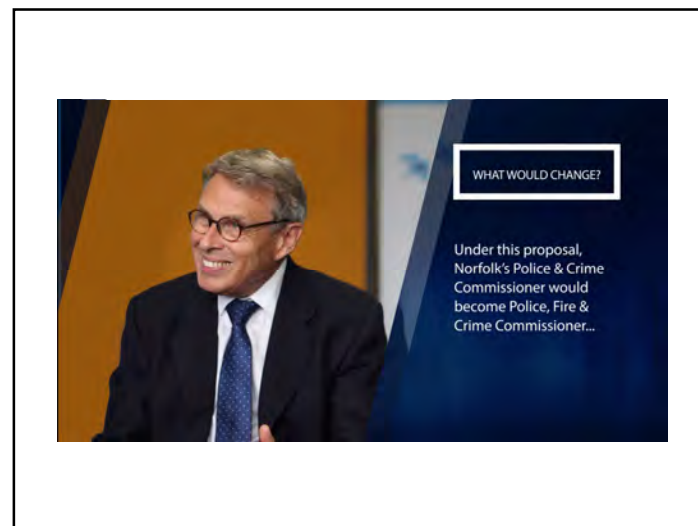 WHAT WOULD CHANGE?
Under this proposal,
Norfolk's Police & Crime
Commissioner would
become Police, Fire &
Crime Commissioner...